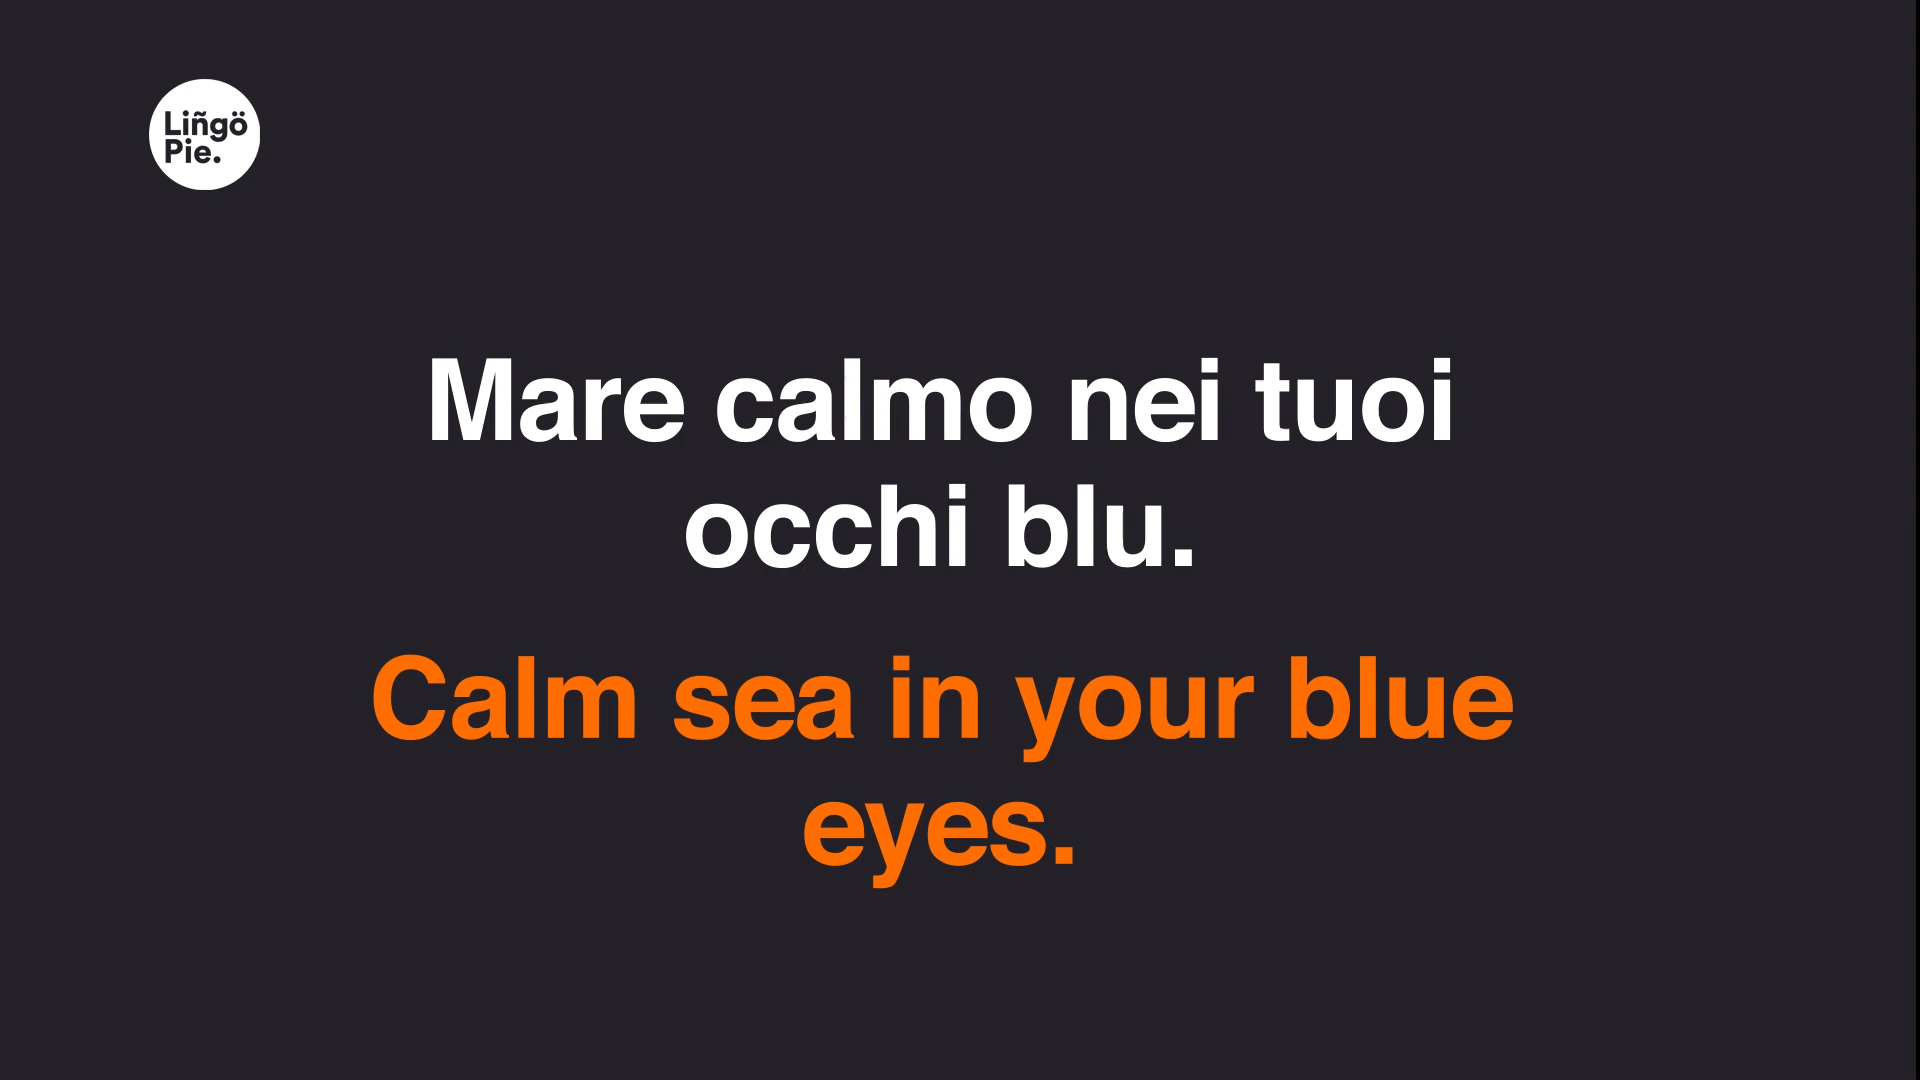 Liñgö
Pie.
Mare calmo nei tuoi
occhi blu.
Calm sea in your blue
eyes.